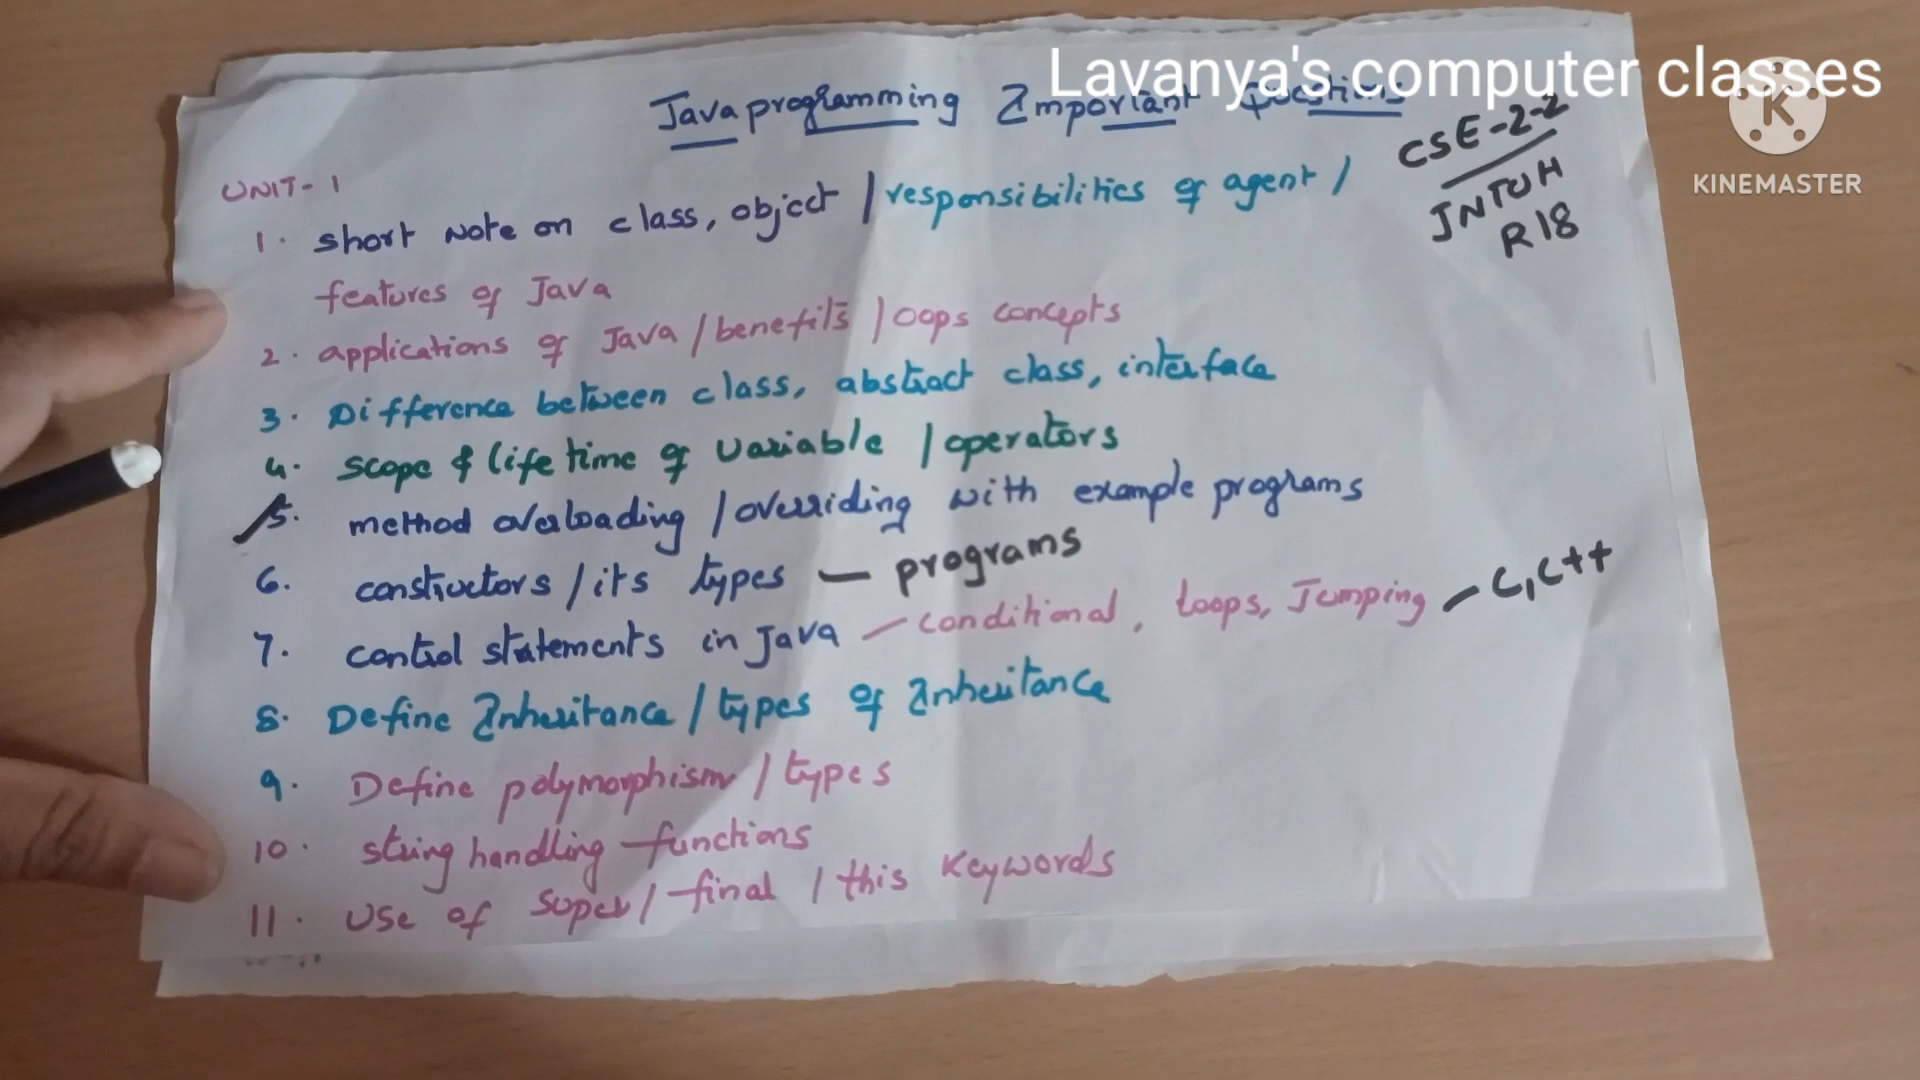 Lavanya's computer classes
Java programming Important Questions
CSE-2-2
JNTUH
R18
K
KINEMASTER
UNIT-1
1. short Note on class, object / responsibilities of agent /
features of Java
2. applications of Java / benefits / oops concepts
3. Difference between class, abstract class, interface
4. scope & life time of variable / operators
5. method overloading / overriding with example programs
6. constructors / its types — programs
7. control statements in Java — conditional, loops, Jumping — C, C++
8. Define Inheritance / types of Inheritance
9. Define polymorphism / types
10. string handling functions
11. use of super / final / this keywords